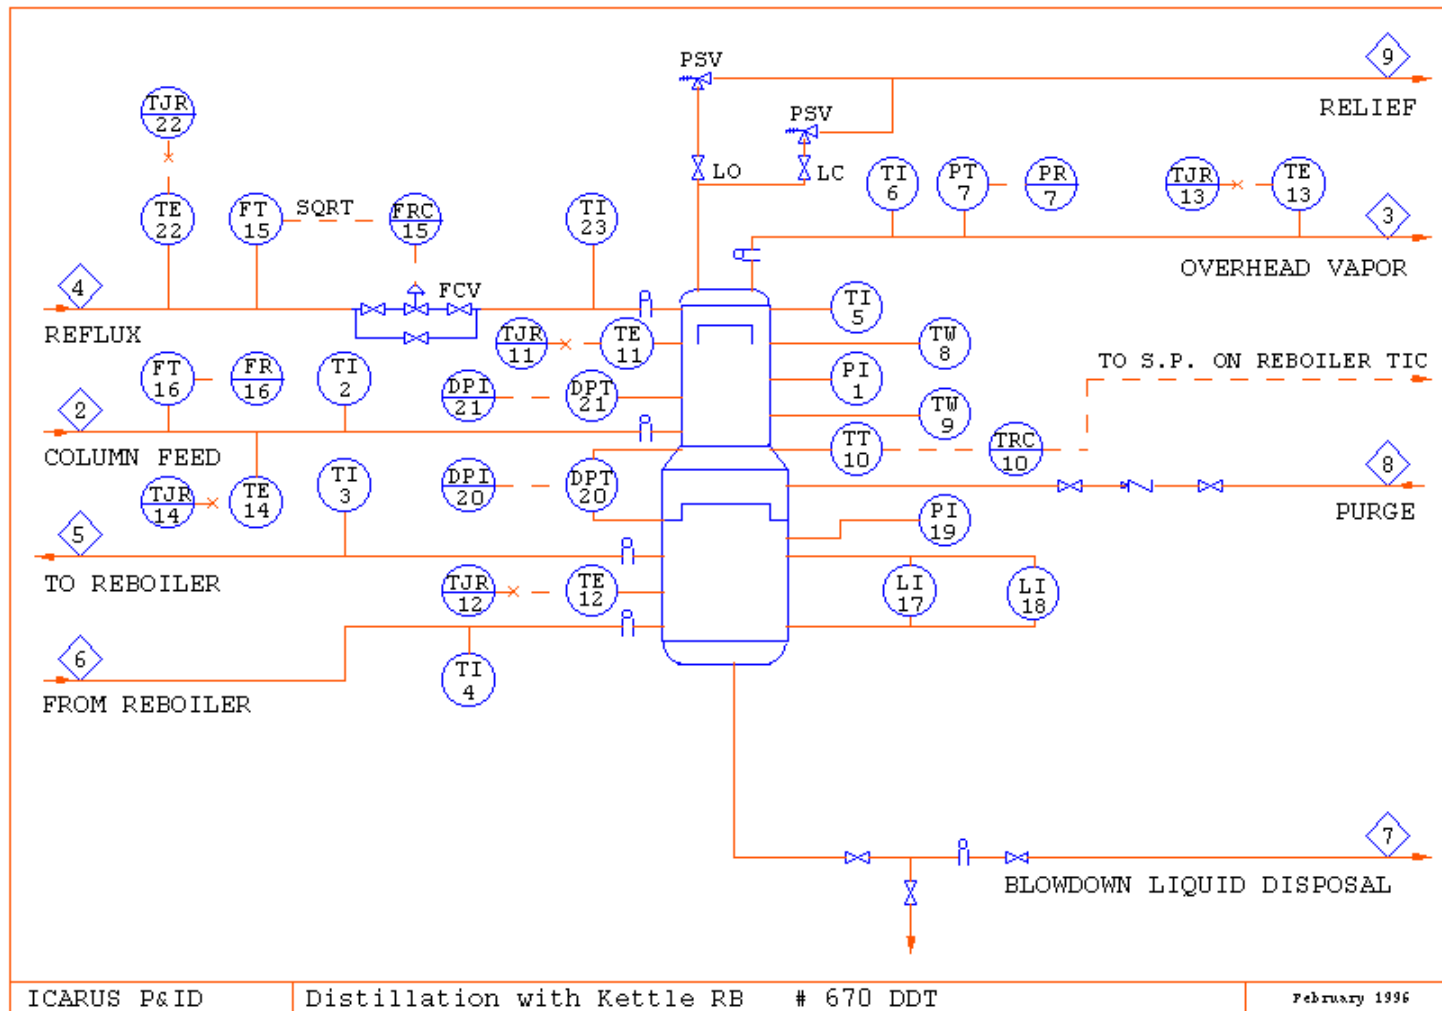 PSV
9
RELIEF
TJR
22
PSV
LO
LC
TI
6
PT
7
PR
7
TJR
13
TE
13
TE
22
FT
15
SQRT
FRC
15
TI
23
3
OVERHEAD VAPOR
4
REFLUX
FCV
TI
5
TJR
11
TE
11
TW
8
TO S.P. ON REBOILER TIC
FT
16
FR
16
TI
2
DPI
21
DPT
21
PI
1
TW
9
2
COLUMN FEED
TT
10
TRC
10
TJR
14
TE
14
TI
3
DPI
20
DPT
20
8
PURGE
PI
19
5
TO REBOILER
TJR
12
TE
12
LI
17
LI
18
6
FROM REBOILER
TI
4
7
BLOWDOWN LIQUID DISPOSAL
ICARUS P&ID
Distillation with Kettle RB # 670 DDT
February 1996